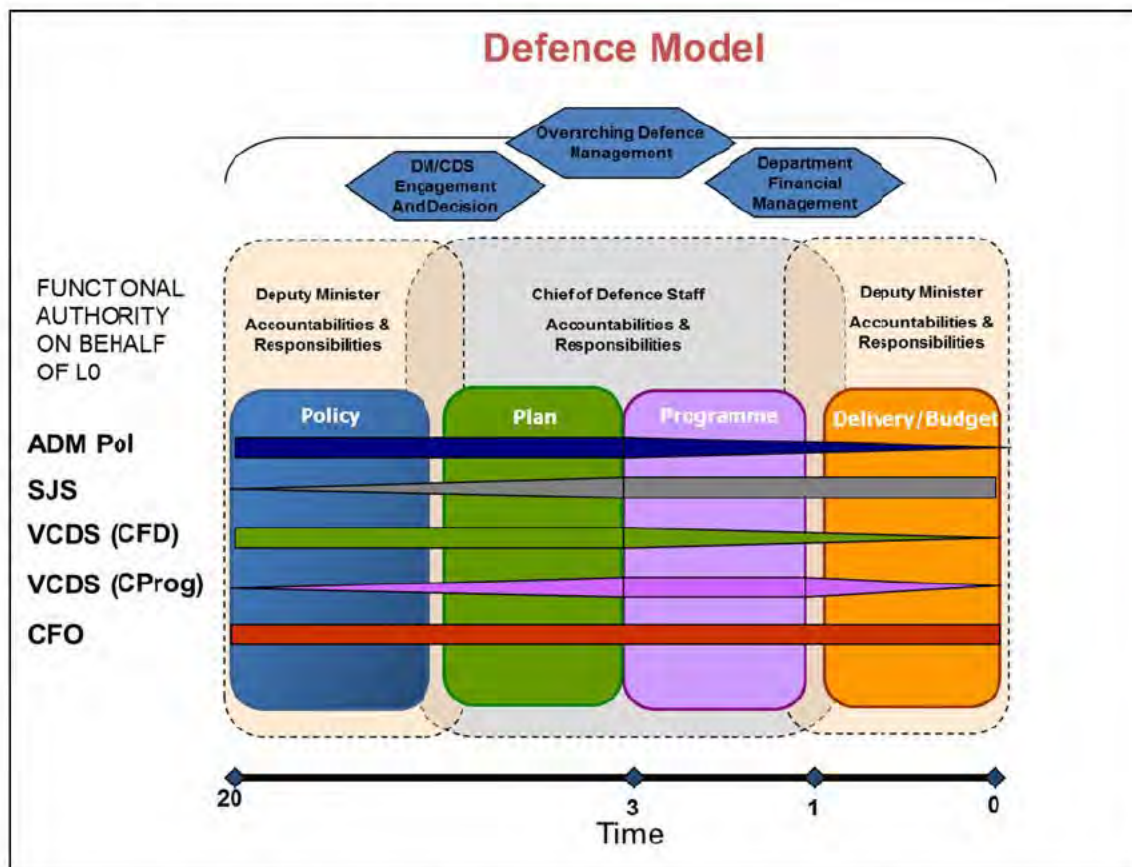 Defence Model
Overarching Defence
Management
DM/CDS
Engagement
And Decision
Department
Financial
Management
FUNCTIONAL
AUTHORITY
ON BEHALF
OF L0
Deputy Minister
Accountabilities &
Responsibilities
Chief of Defence Staff
Accountabilities &
Responsibilities
Deputy Minister
Accountabilities &
Responsibilities
Policy
Plan
Programme
Delivery/Budget
ADM Pol
SJS
VCDS (CFD)
VCDS (CProg)
CFO
20
3
1
0
Time